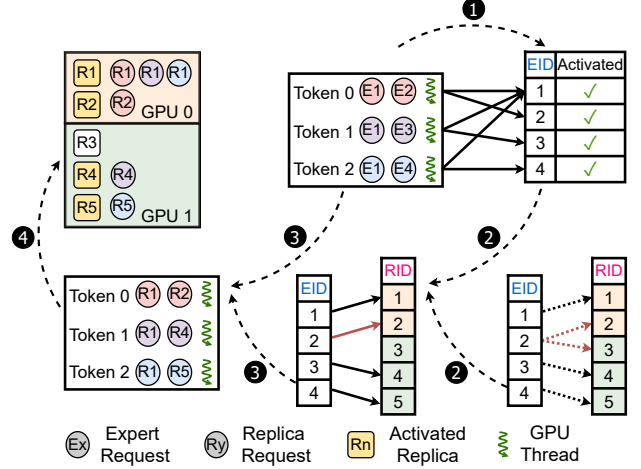 1
R1 R1 R1 R1
R2 R2 GPU 0
R3
R4 R4
R5 R5 GPU 1
Token 0 E1 E2
Token 1 E1 E3
Token 2 E1 E4
EID Activated
1 ✓
2 ✓
3 ✓
4 ✓
4
3
2
Token 0 R1 R2
Token 1 R1 R4
Token 2 R1 R5
3
EID
1
2
3
4
RID
1
2
3
4
5
2
EID
1
2
3
4
RID
1
2
3
4
5
Ex Expert
Request
Ry Replica
Request
Rn Activated
Replica
GPU
Thread